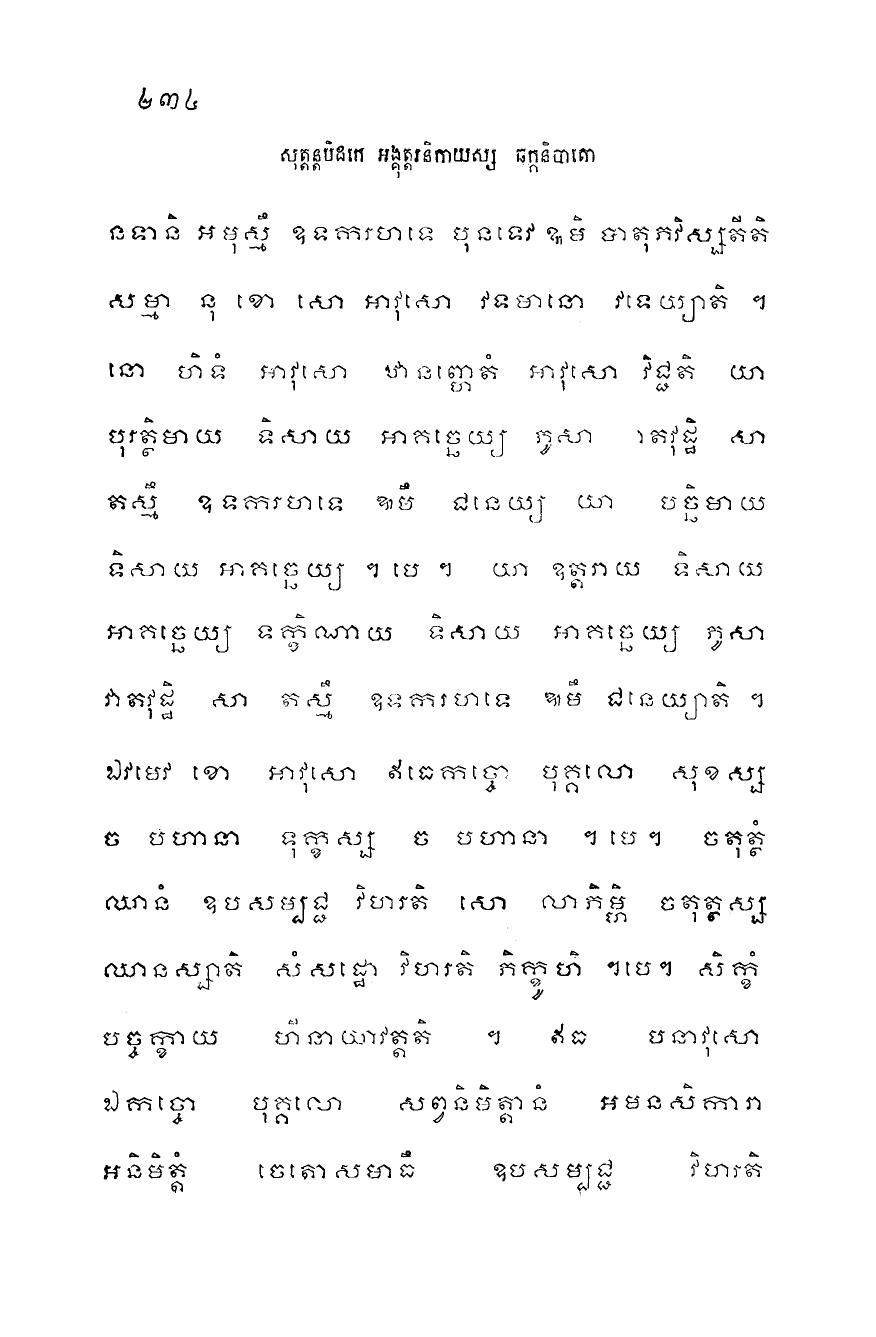 ២៣៤
សុត្តន្តបិដកេ អង្គុត្តរនិកាយស្ស ឆក្កនិបាតោ
នទានិ អមុស្មឹ ឧទករហទេ បុនទេវ ឩមិ បាតុភវិស្សតីតិ
សម្មា នុ ខោ សោ អាវុសោ វទមានោ វទេយ្យាតិ ។
នោ ហិទំ អាវុសោ ឋានញ្ហេតំ អាវុសោ វិជ្ជតិ យា
បុរត្ថិមាយ ទិសាយ អាគច្ឆេយ្យ ភូសា វាតវុដ្ឋិ សា
តស្មឹ ឧទករហទេ ឩមឹ ជនេយ្យ យា បច្ឆិមាយ
ទិសាយ អាគច្ឆេយ្យ ។ បេ ។ យា ឧត្តរាយ ទិសាយ
អាគច្ឆេយ្យ ទក្ខិណាយ ទិសាយ អាគច្ឆេយ្យ ភូសា
វាតវុដ្ឋិ សា តស្មឹ ឧទករហទេ ឩមឹ ជនេយ្យាតិ ។
ឯវមេវ ខោ អាវុសោ ឥធេកច្ចោ បុគ្គលោ សុខស្ស
ច បហានា ទុក្ខស្ស ច បហានា ។ បេ ។ ចតុត្ថំ
ឈានំ ឧបសម្បជ្ជ វិហរតិ សោ លាភិម្ហិ ចតុត្ថស្ស
ឈានស្សាតិ សំសដ្ឋោ វិហរតិ ភិក្ខូហិ ។ បេ ។ សិក្ខំ
បច្ចក្ខាយ ហីនាយាវត្តតិ ។ ឥធ បនាវុសោ
ឯកច្ចោ បុគ្គលោ សព្វនិមិត្តានំ អមនសិការា
អនិមិត្តំ ចេតោសមាធឹ ឧបសម្បជ្ជ វិហរតិ